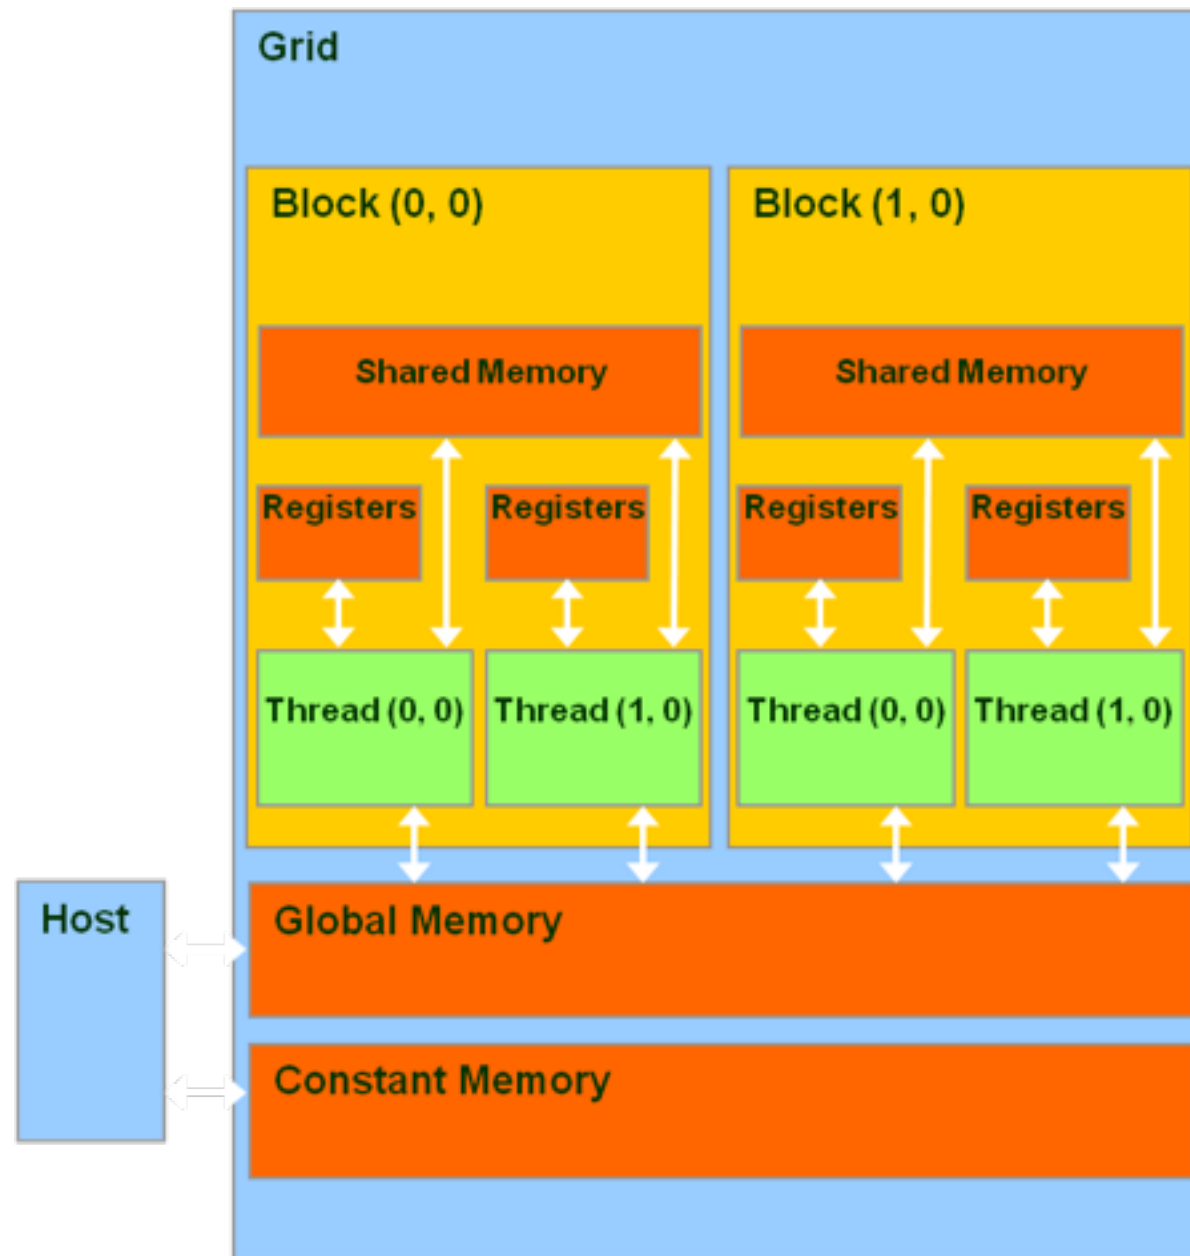 Grid
Block (0, 0)
Block (1, 0)
Shared Memory
Shared Memory
Registers
Registers
Registers
Registers
Thread (0, 0)
Thread (1, 0)
Thread (0, 0)
Thread (1, 0)
Host
Global Memory
Constant Memory